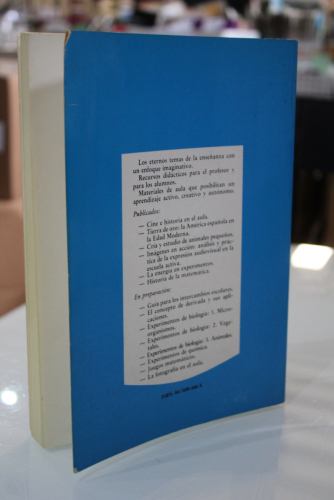 Los eternos temas de la enseñanza con
un enfoque imaginativo.
Recursos didácticos para el profesor y
para los alumnos.
Materiales de aula que posibilitan un
aprendizaje activo, creativo y autónomo.
Publicados:
— Cine e historia en el aula.
— Tierra de oro: la América española en
la Edad Moderna.
— Cría y estudio de animales pequeños.
— Imágenes en acción: análisis y prác-
tica de la expresión audiovisual en la
escuela activa.
— La energía en experimentos.
— Historia de la matemática.
En preparación:
— Guía para los intercambios escolares.
— El concepto de derivada y sus apli-
caciones.
— Experimentos de biología: 1. Micro-
organismos.
— Experimentos de biología: 2. Vege-
tales.
— Experimentos de biología: 3. Animales.
— Experimentos de química.
— Juegos matemáticos.
— La fotografía en el aula.